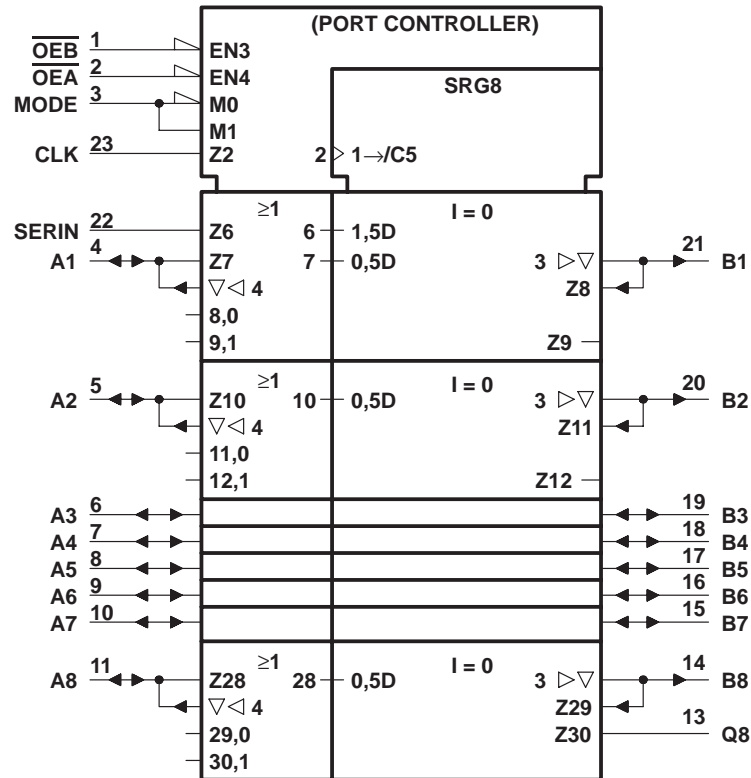 (PORT CONTROLLER)
OEB 1 EN3
OEA 2 EN4
MODE 3 M0
M1
SRG8
CLK 23 Z2 2 1→/C5
≥1 I = 0
SERIN 22 Z6 6 1,5D
A1 4 Z7 7 0,5D 3 ▷▽ 21 B1
▽◁ 4 Z8
8,0
9,1 Z9
≥1 I = 0
A2 5 Z10 10 0,5D 3 ▷▽ 20 B2
▽◁ 4 Z11
11,0
12,1 Z12
A3 6 19 B3
A4 7 18 B4
A5 8 17 B5
A6 9 16 B6
A7 10 15 B7
≥1 I = 0
A8 11 Z28 28 0,5D 3 ▷▽ 14 B8
▽◁ 4 Z29
29,0 Z30 13 Q8
30,1